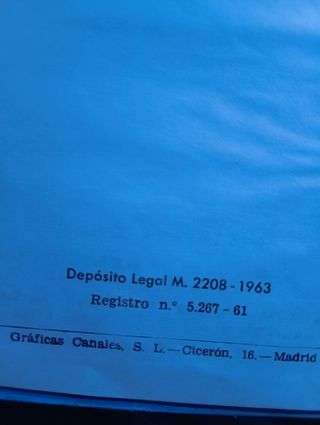 Depósito Legal M. 2208 - 1963
Registro n.º 5.267 - 61
Gráficas Canales, S. L. — Cicerón, 16. — Madrid